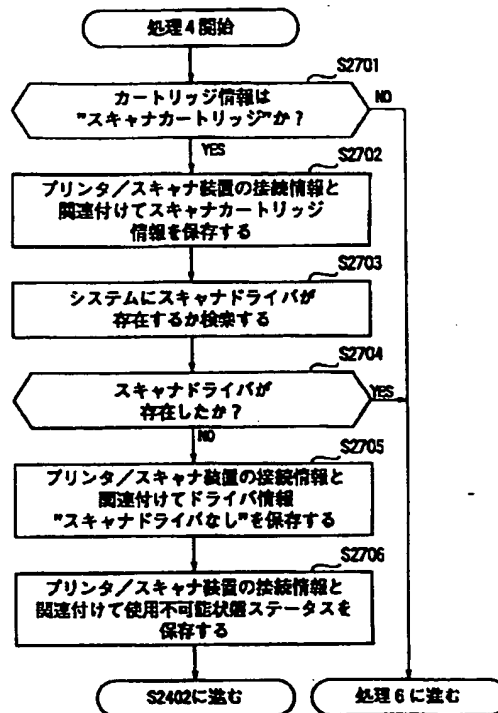 処理4開始
S2701
カートリッジ情報は
"スキャナカートリッジ"か?
NO
YES
S2702
プリンタ/スキャナ装置の接続情報と
関連付けてスキャナカートリッジ
情報を保存する
S2703
システムにスキャナドライバが
存在するか検索する
S2704
スキャナドライバが
存在したか?
YES
NO
S2705
プリンタ/スキャナ装置の接続情報と
関連付けてドライバ情報
"スキャナドライバなし"を保存する
S2706
プリンタ/スキャナ装置の接続情報と
関連付けて使用不可能状態ステータスを
保存する
S2402に進む
処理6に進む